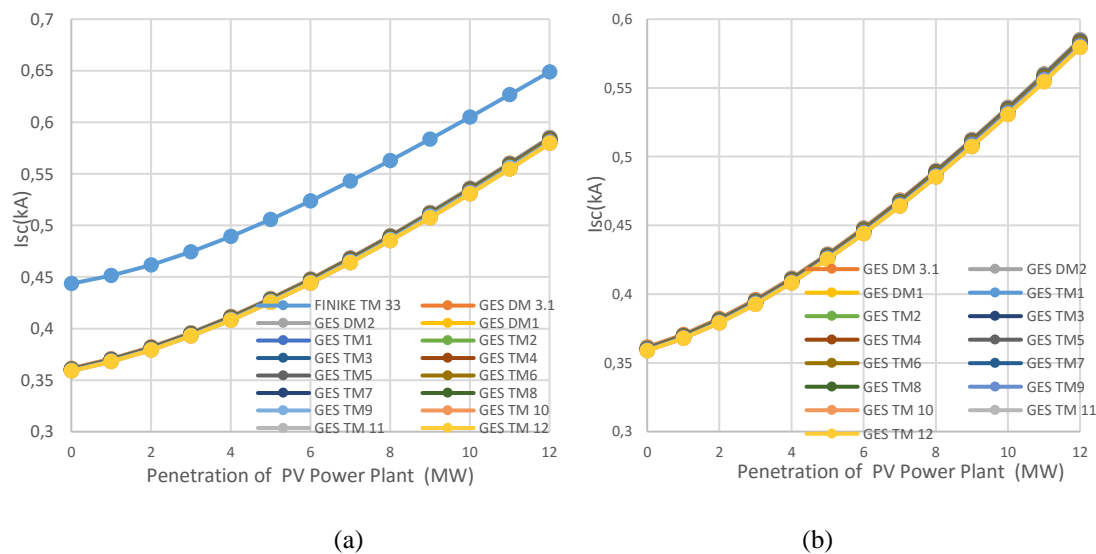 0,7
0,65
0,6
0,55
0,5
0,45
0,4
0,35
0,3
Isc(kA)
FINIKE TM 33 GES DM 3.1
GES DM2 GES DM1
GES TM1 GES TM2
GES TM3 GES TM4
GES TM5 GES TM6
GES TM7 GES TM8
GES TM9 GES TM 10
GES TM 11 GES TM 12
0 2 4 6 8 10 12
Penetration of PV Power Plant (MW)
(a)
0,6
0,55
0,5
0,45
0,4
0,35
0,3
Isc(kA)
GES DM 3.1 GES DM2
GES DM1 GES TM1
GES TM2 GES TM3
GES TM4 GES TM5
GES TM6 GES TM7
GES TM8 GES TM9
GES TM 10 GES TM 11
GES TM 12
0 2 4 6 8 10 12
Penetration of PV Power Plant (MW)
(b)